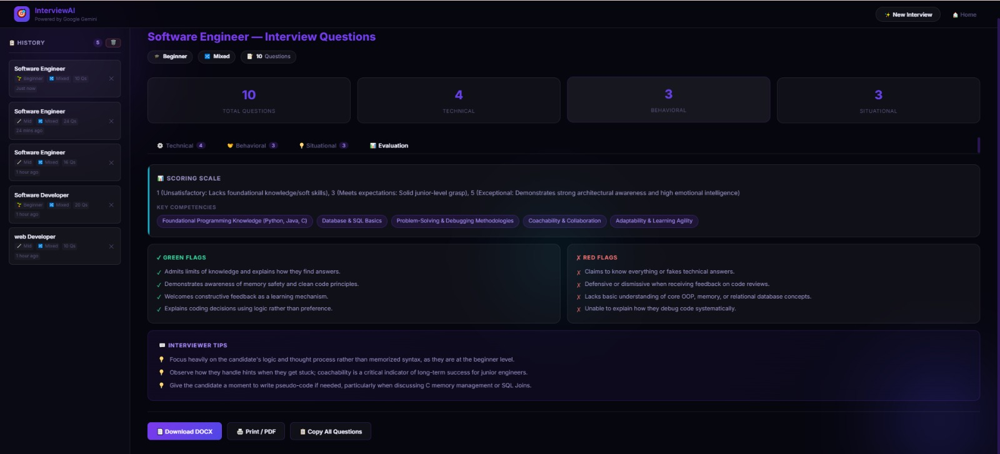 InterviewAI
Powered by Google Gemini
New Interview
Home
HISTORY
5
Software Engineer
Beginner Mixed 10 Qs
Just now
Software Engineer
Mid Mixed 24 Qs
24 mins ago
Software Engineer
Mid Mixed 16 Qs
1 hour ago
Software Developer
Beginner Mixed 20 Qs
1 hour ago
web Developer
Mid Mixed 10 Qs
1 hour ago
Software Engineer — Interview Questions
Beginner Mixed 10 Questions
10
TOTAL QUESTIONS
4
TECHNICAL
3
BEHAVIORAL
3
SITUATIONAL
Technical 4 Behavioral 3 Situational 3 Evaluation
SCORING SCALE
1 (Unsatisfactory: Lacks foundational knowledge/soft skills), 3 (Meets expectations: Solid junior-level grasp), 5 (Exceptional: Demonstrates strong architectural awareness and high emotional intelligence)
KEY COMPETENCIES
Foundational Programming Knowledge (Python, Java, C) Database & SQL Basics Problem-Solving & Debugging Methodologies Coachability & Collaboration Adaptability & Learning Agility
✓ GREEN FLAGS
✓ Admits limits of knowledge and explains how they find answers.
✓ Demonstrates awareness of memory safety and clean code principles.
✓ Welcomes constructive feedback as a learning mechanism.
✓ Explains coding decisions using logic rather than preference.
✗ RED FLAGS
✗ Claims to know everything or fakes technical answers.
✗ Defensive or dismissive when receiving feedback on code reviews.
✗ Lacks basic understanding of core OOP, memory, or relational database concepts.
✗ Unable to explain how they debug code systematically.
INTERVIEWER TIPS
Focus heavily on the candidate's logic and thought process rather than memorized syntax, as they are at the beginner level.
Observe how they handle hints when they get stuck; coachability is a critical indicator of long-term success for junior engineers.
Give the candidate a moment to write pseudo-code if needed, particularly when discussing C memory management or SQL Joins.
Download DOCX Print / PDF Copy All Questions